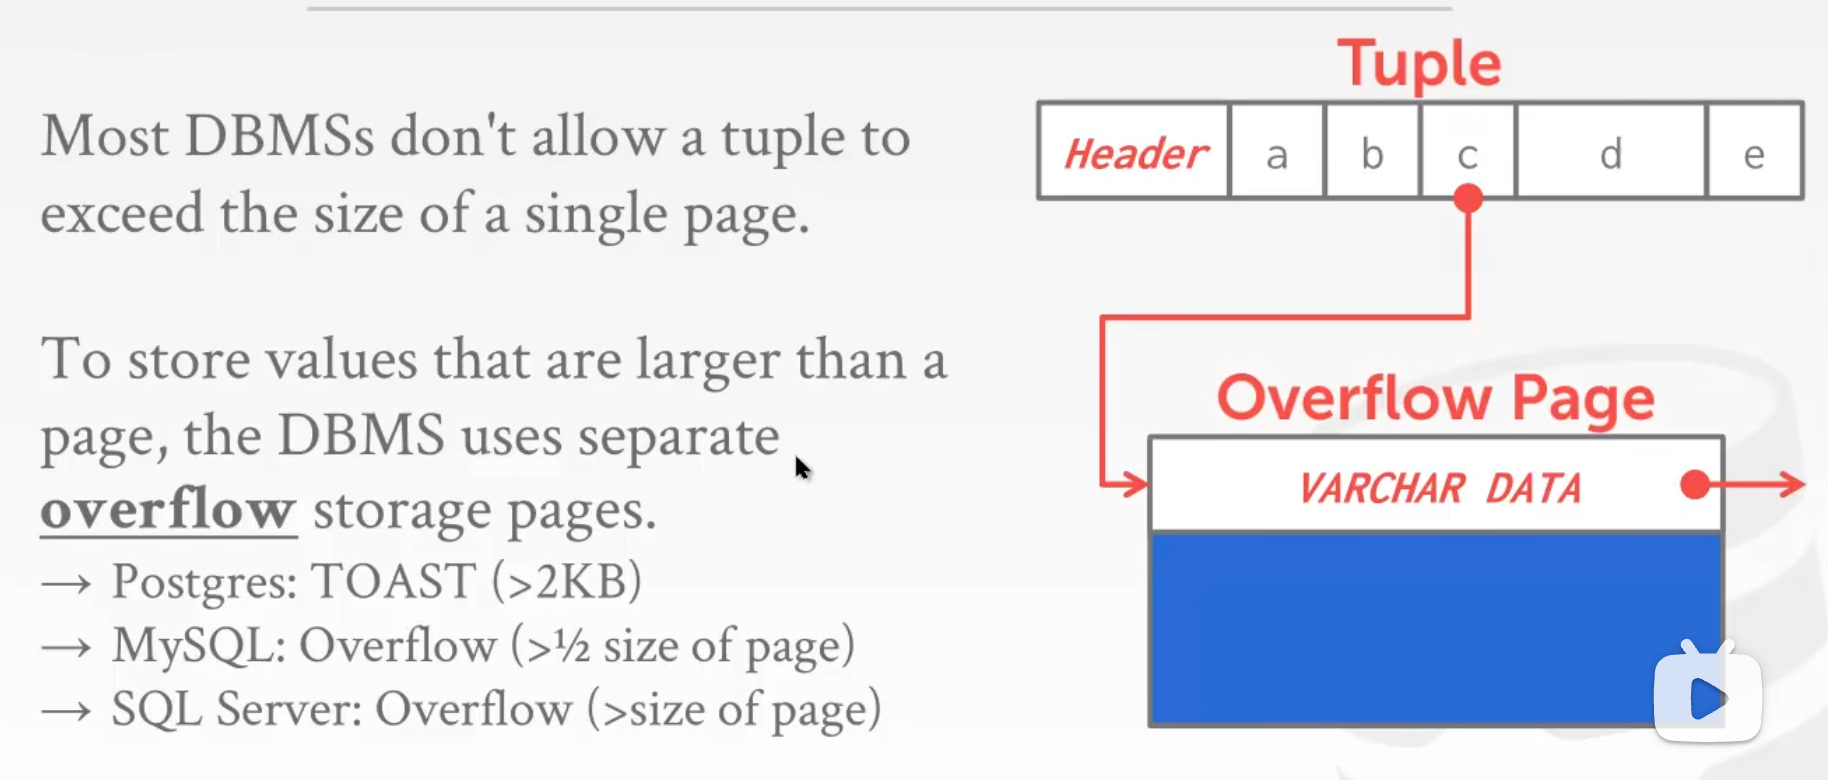 Most DBMSs don't allow a tuple to
exceed the size of a single page.
To store values that are larger than a
page, the DBMS uses separate
overflow storage pages.
→ Postgres: TOAST (>2KB)
→ MySQL: Overflow (>½ size of page)
→ SQL Server: Overflow (>size of page)
Tuple
Header a b c d e
Overflow Page
VARCHAR DATA